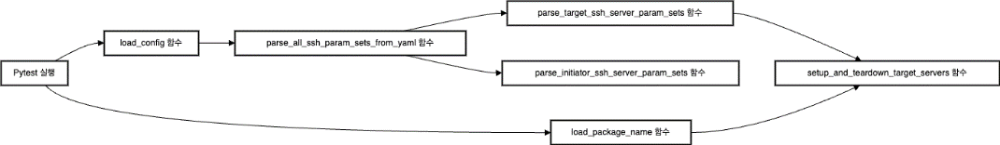 parse_target_ssh_server_param_sets 함수
load_config 함수
parse_all_ssh_param_sets_from_yaml 함수
Pytest 실행
parse_initiator_ssh_server_param_sets 함수
setup_and_teardown_target_servers 함수
load_package_name 함수